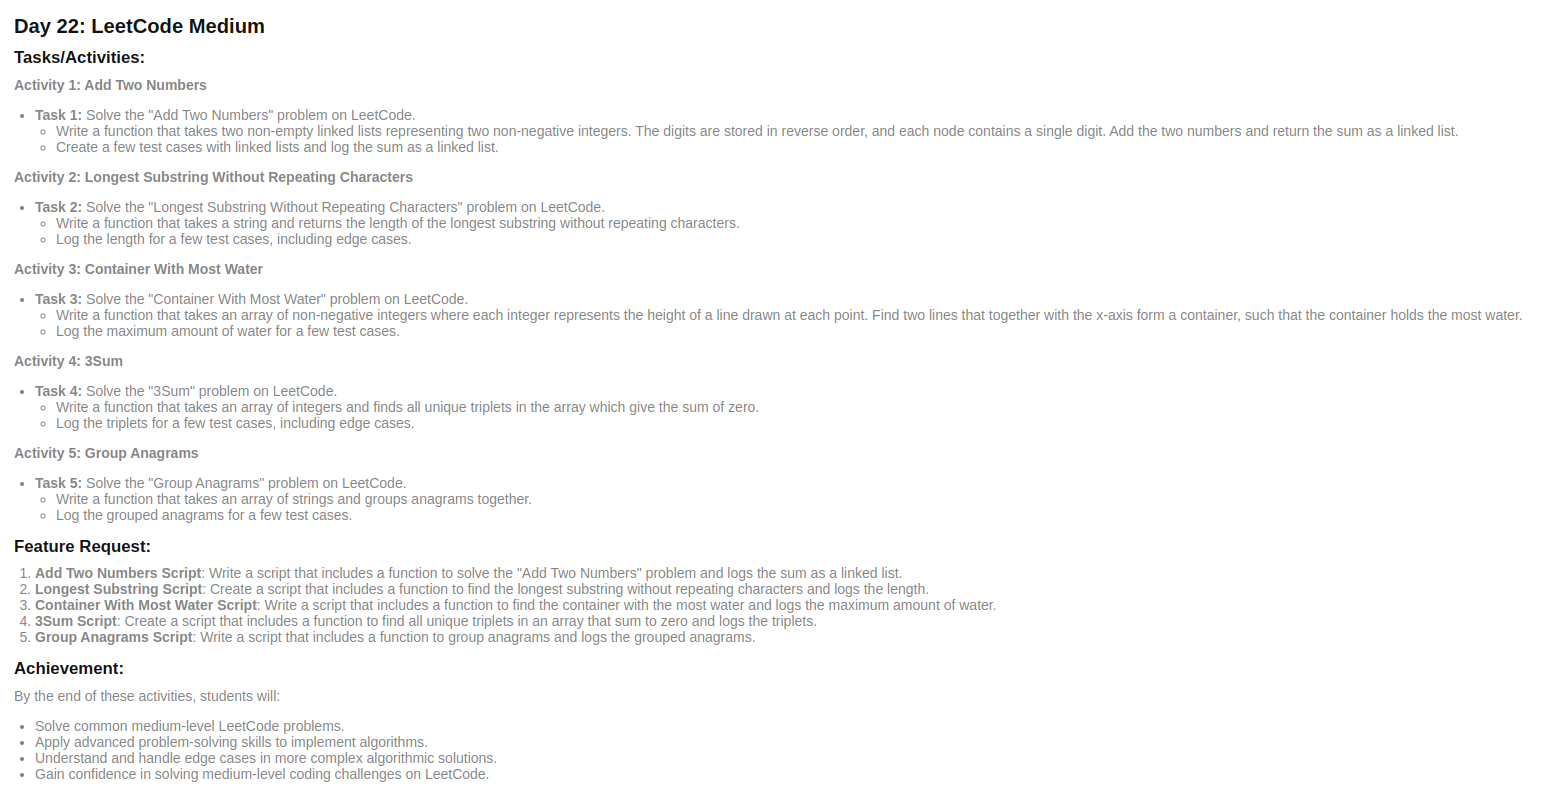 Day 22: LeetCode Medium
Tasks/Activities:
Activity 1: Add Two Numbers
• Task 1: Solve the "Add Two Numbers" problem on LeetCode.
◦ Write a function that takes two non-empty linked lists representing two non-negative integers. The digits are stored in reverse order, and each node contains a single digit. Add the two numbers and return the sum as a linked list.
◦ Create a few test cases with linked lists and log the sum as a linked list.
Activity 2: Longest Substring Without Repeating Characters
• Task 2: Solve the "Longest Substring Without Repeating Characters" problem on LeetCode.
◦ Write a function that takes a string and returns the length of the longest substring without repeating characters.
◦ Log the length for a few test cases, including edge cases.
Activity 3: Container With Most Water
• Task 3: Solve the "Container With Most Water" problem on LeetCode.
◦ Write a function that takes an array of non-negative integers where each integer represents the height of a line drawn at each point. Find two lines that together with the x-axis form a container, such that the container holds the most water.
◦ Log the maximum amount of water for a few test cases.
Activity 4: 3Sum
• Task 4: Solve the "3Sum" problem on LeetCode.
◦ Write a function that takes an array of integers and finds all unique triplets in the array which give the sum of zero.
◦ Log the triplets for a few test cases, including edge cases.
Activity 5: Group Anagrams
• Task 5: Solve the "Group Anagrams" problem on LeetCode.
◦ Write a function that takes an array of strings and groups anagrams together.
◦ Log the grouped anagrams for a few test cases.
Feature Request:
1. Add Two Numbers Script: Write a script that includes a function to solve the "Add Two Numbers" problem and logs the sum as a linked list.
2. Longest Substring Script: Create a script that includes a function to find the longest substring without repeating characters and logs the length.
3. Container With Most Water Script: Write a script that includes a function to find the container with the most water and logs the maximum amount of water.
4. 3Sum Script: Create a script that includes a function to find all unique triplets in an array that sum to zero and logs the triplets.
5. Group Anagrams Script: Write a script that includes a function to group anagrams and logs the grouped anagrams.
Achievement:
By the end of these activities, students will:
• Solve common medium-level LeetCode problems.
• Apply advanced problem-solving skills to implement algorithms.
• Understand and handle edge cases in more complex algorithmic solutions.
• Gain confidence in solving medium-level coding challenges on LeetCode.